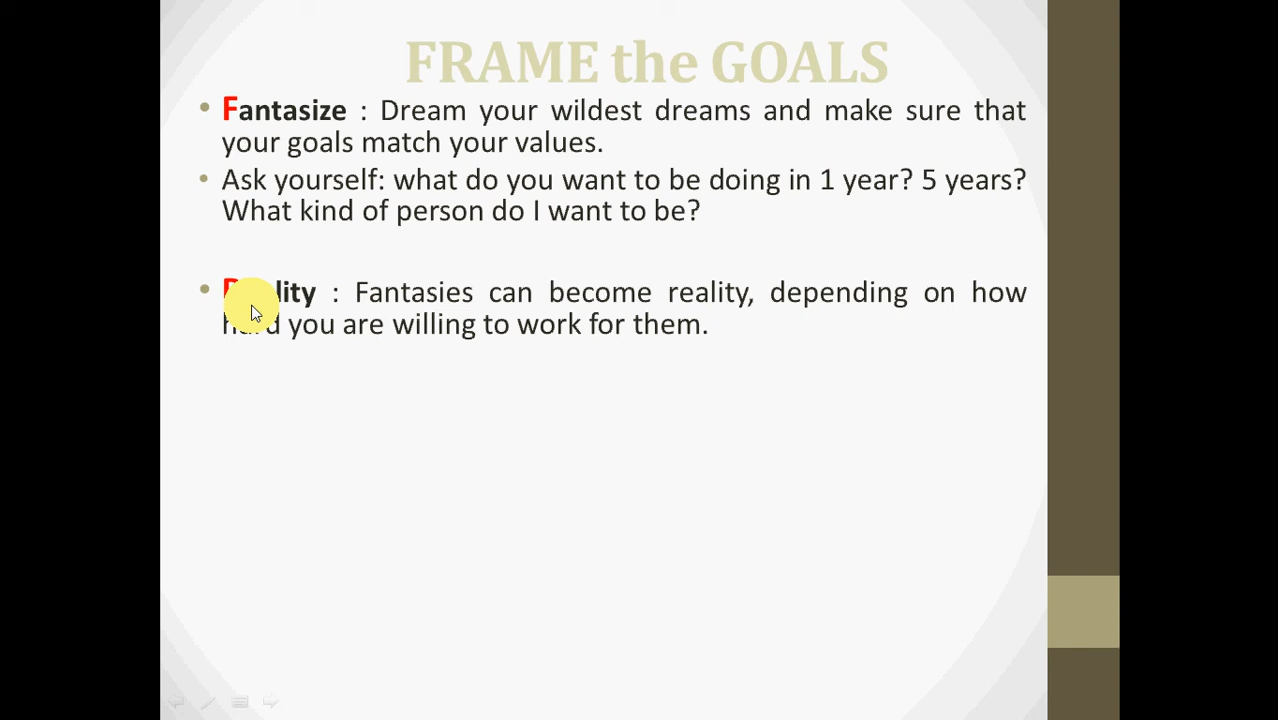 FRAME the GOALS
• Fantasize : Dream your wildest dreams and make sure that
your goals match your values.
• Ask yourself: what do you want to be doing in 1 year? 5 years?
What kind of person do I want to be?
• Reality : Fantasies can become reality, depending on how
hard you are willing to work for them.